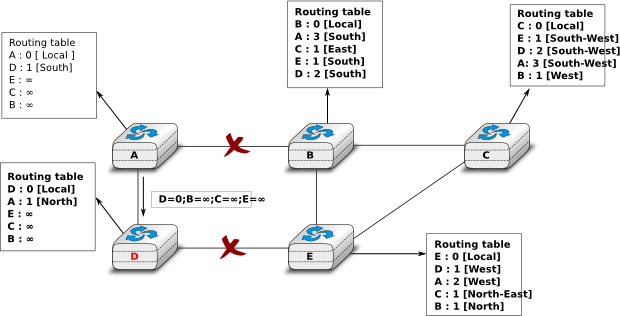 Routing table
A : 0 [ Local ]
D : 1 [South]
E : ∞
C : ∞
B : ∞
Routing table
B : 0 [Local]
A : 3 [South]
C : 1 [East]
E : 1 [South]
D : 2 [South]
Routing table
C : 0 [Local]
E : 1 [South-West]
D : 2 [South-West]
A: 3 [South-West]
B : 1 [West]
A
B
C
Routing table
D : 0 [Local]
A : 1 [North]
E : ∞
C : ∞
B : ∞
D=0;B=∞;C=∞;E=∞
D
E
Routing table
E : 0 [Local]
D : 1 [West]
A : 2 [West]
C : 1 [North-East]
B : 1 [North]